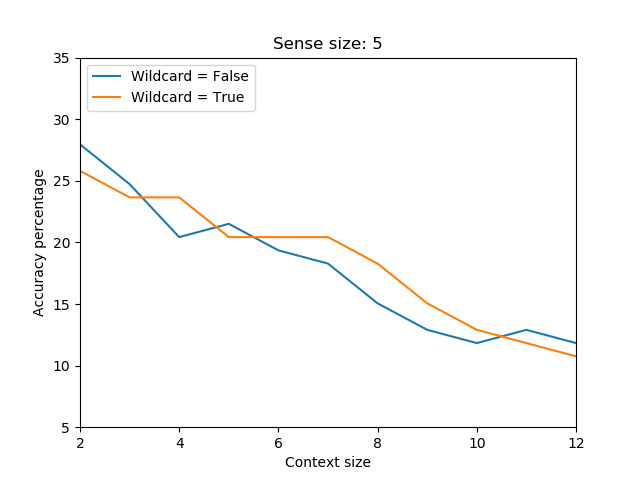 Sense size: 5
Wildcard = False
Wildcard = True
35
30
25
20
15
10
5
Accuracy percentage
2 4 6 8 10 12
Context size